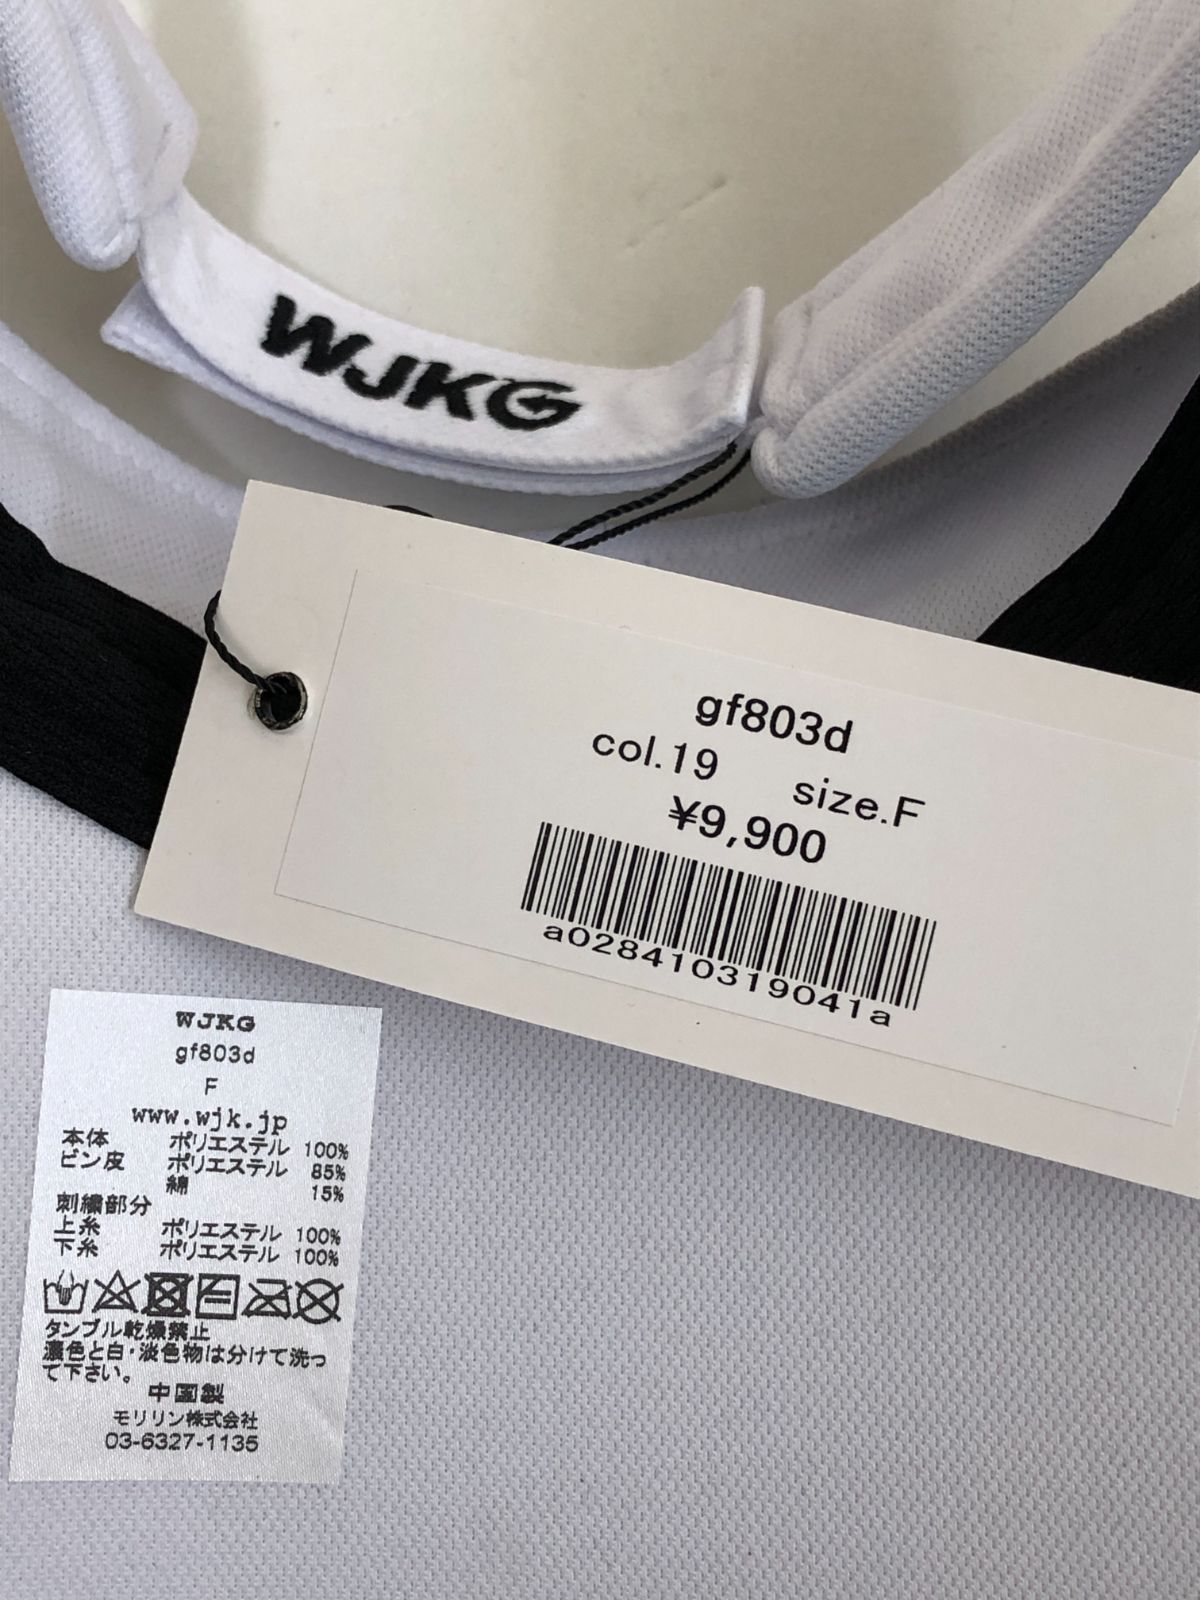 WJKG
gf803d
col.19 size.F
¥9,900
a028410319041a
WJKG
gf803d
F
www.wjk.jp
本体 ポリエステル 100%
ビン皮 ポリエステル 85%
綿 15%
刺繍部分
上糸 ポリエステル 100%
下糸 ポリエステル 100%
タンブル乾燥禁止
濃色と白・淡色物は分けて洗っ
て下さい。
中国製
モリリン株式会社
03-6327-1135